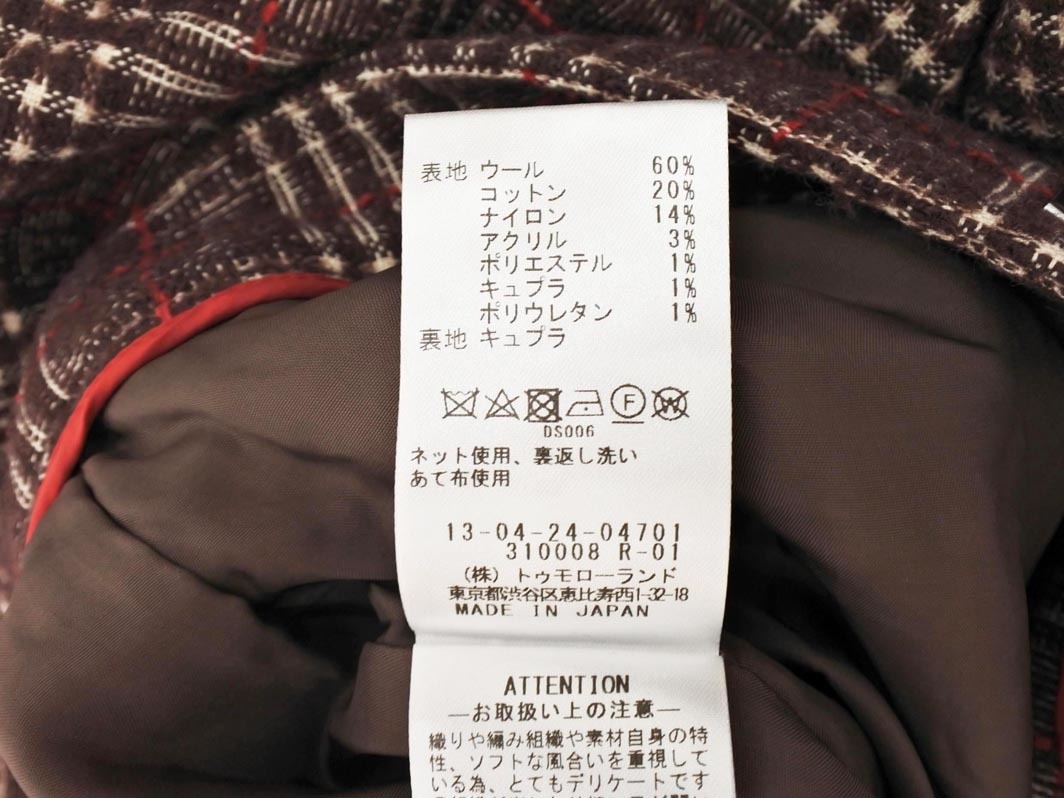 表地 ウール 60%
コットン 20%
ナイロン 14%
アクリル 3%
ポリエステル 1%
キュプラ 1%
ポリウレタン 1%
裏地 キュプラ
F W
DS006
ネット使用、裏返し洗い
あて布使用
13-04-24-04701
310008 R-01
(株) トゥモローランド
東京都渋谷区恵比寿西1-32-18
MADE IN JAPAN
ATTENTION
―お取扱い上の注意―
織りや編み組織や素材自身の特
性、ソフトな風合いを重視して
いる為、とてもデリケートです